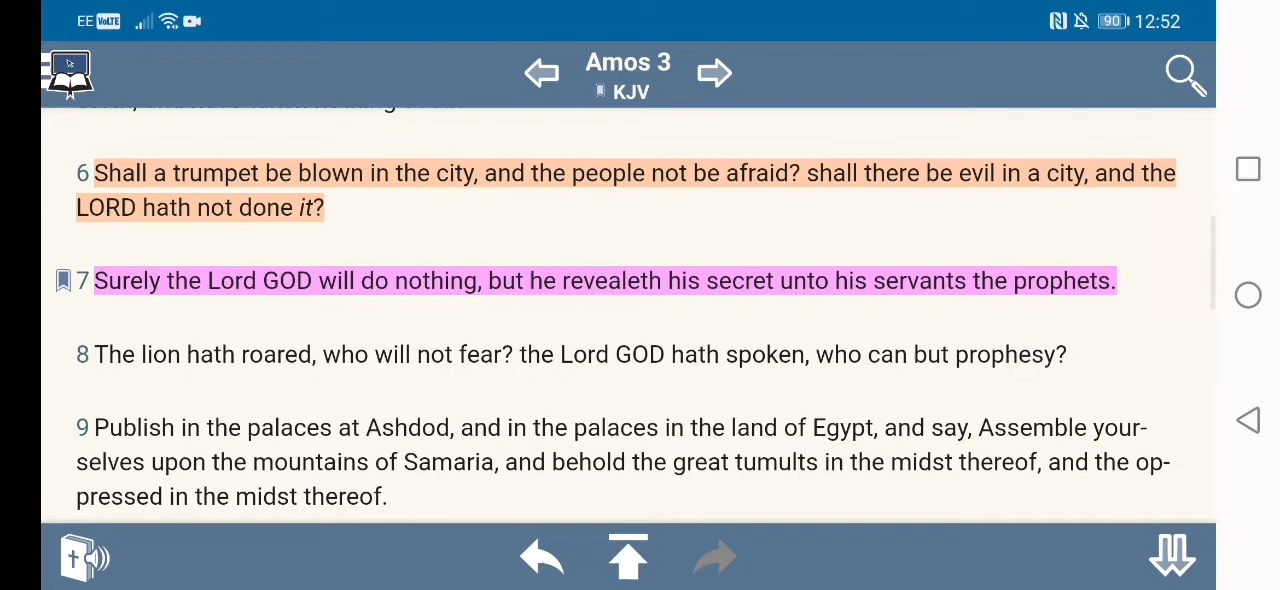 EE VoLTE 90 12:52
Amos 3
KJV
6 Shall a trumpet be blown in the city, and the people not be afraid? shall there be evil in a city, and the
LORD hath not done it?
7 Surely the Lord GOD will do nothing, but he revealeth his secret unto his servants the prophets.
8 The lion hath roared, who will not fear? the Lord GOD hath spoken, who can but prophesy?
9 Publish in the palaces at Ashdod, and in the palaces in the land of Egypt, and say, Assemble your-
selves upon the mountains of Samaria, and behold the great tumults in the midst thereof, and the op-
pressed in the midst thereof.